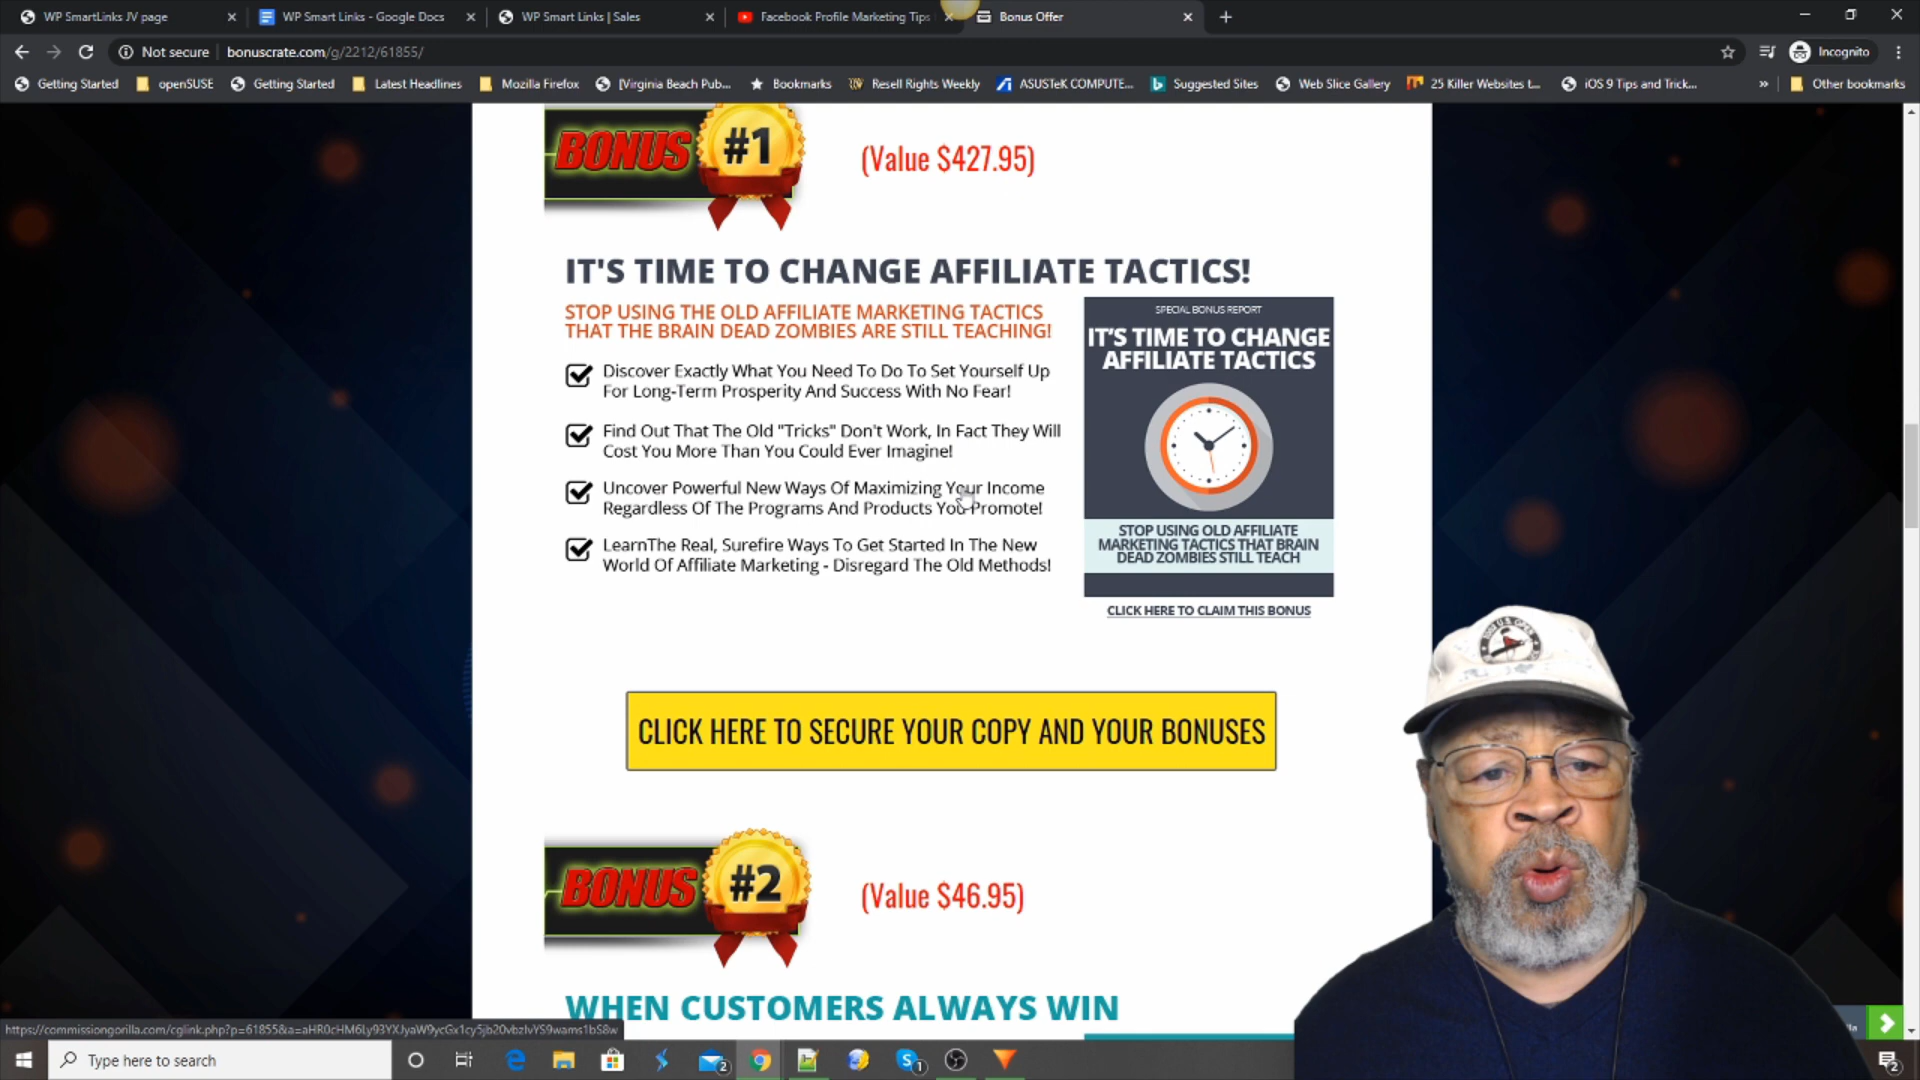 WP SmartLinks JV page
WP Smart Links - Google Docs
WP Smart Links | Sales
Facebook Profile Marketing Tips
Bonus Offer
Not secure
bonuscrate.com/g/2212/61855/
Incognito
Getting Started
openSUSE
Getting Started
Latest Headlines
Mozilla Firefox
[Virginia Beach Pub...
Bookmarks
Resell Rights Weekly
ASUSTeK COMPUTE...
Suggested Sites
Web Slice Gallery
25 Killer Websites t...
iOS 9 Tips and Trick...
»
Other bookmarks
BONUS #1
(Value $427.95)
IT'S TIME TO CHANGE AFFILIATE TACTICS!
STOP USING THE OLD AFFILIATE MARKETING TACTICS
THAT THE BRAIN DEAD ZOMBIES ARE STILL TEACHING!
Discover Exactly What You Need To Do To Set Yourself Up
For Long-Term Prosperity And Success With No Fear!
Find Out That The Old "Tricks" Don't Work, In Fact They Will
Cost You More Than You Could Ever Imagine!
Uncover Powerful New Ways Of Maximizing Your Income
Regardless Of The Programs And Products You Promote!
LearnThe Real, Surefire Ways To Get Started In The New
World Of Affiliate Marketing - Disregard The Old Methods!
SPECIAL BONUS REPORT
IT'S TIME TO CHANGE
AFFILIATE TACTICS
STOP USING OLD AFFILIATE
MARKETING TACTICS THAT BRAIN
DEAD ZOMBIES STILL TEACH
CLICK HERE TO CLAIM THIS BONUS
CLICK HERE TO SECURE YOUR COPY AND YOUR BONUSES
BONUS #2
(Value $46.95)
WHEN CUSTOMERS ALWAYS WIN
Type here to search
2
1
2